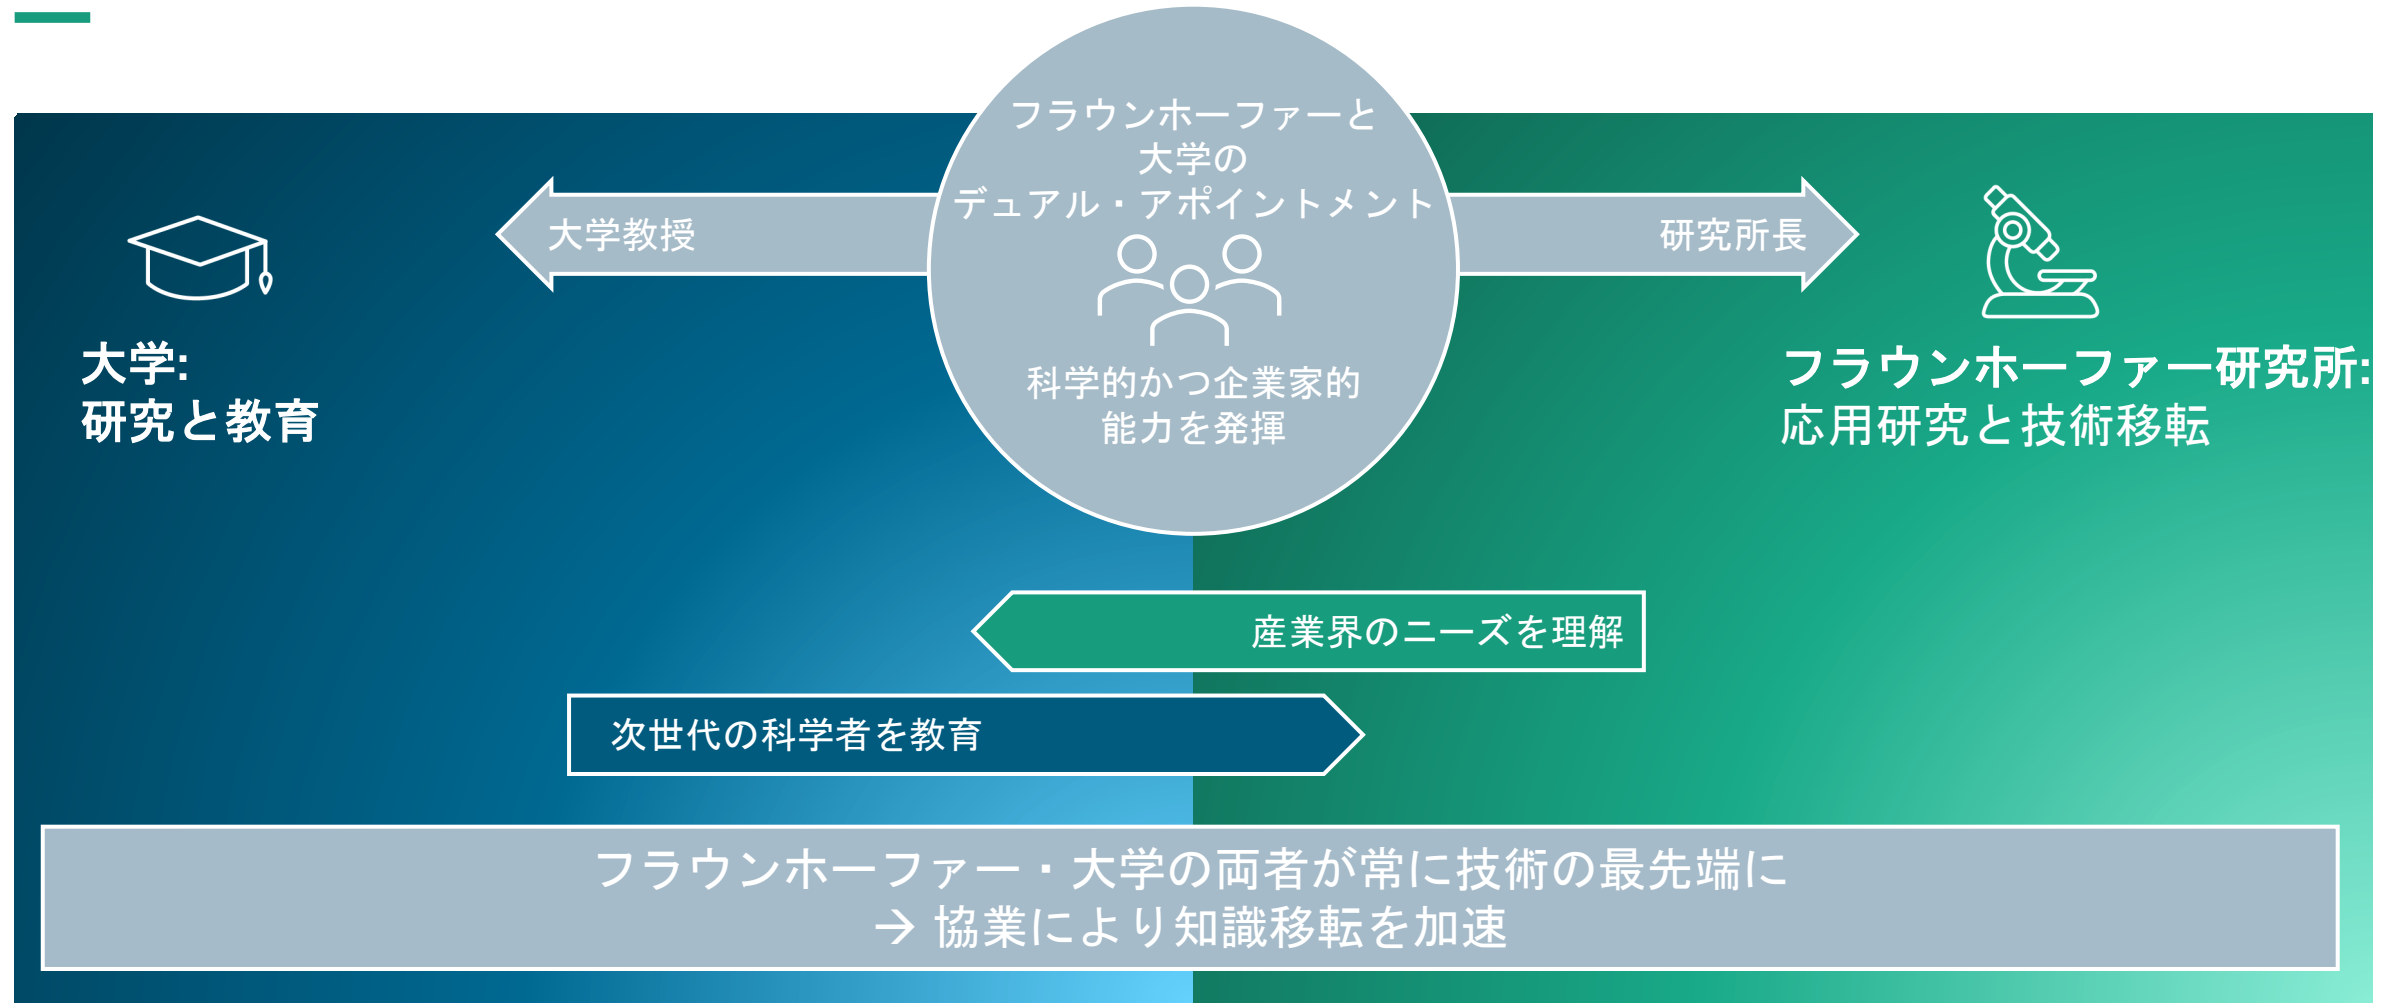 フラウンホーファーと
大学の
デュアル・アポイントメント
大学教授
研究所長
科学的かつ企業家的
能力を発揮
大学:
研究と教育
フラウンホーファー研究所:
応用研究と技術移転
産業界のニーズを理解
次世代の科学者を教育
フラウンホーファー・大学の両者が常に技術の最先端に
→ 協業により知識移転を加速